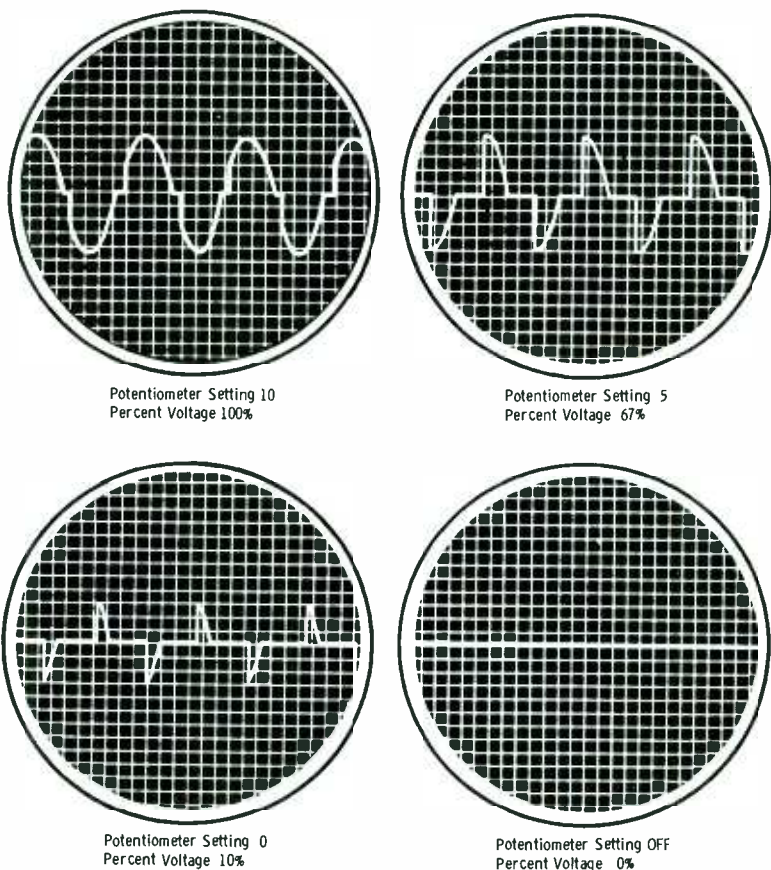 Potentiometer Setting 10
Percent Voltage 100%
Potentiometer Setting 5
Percent Voltage 67%
Potentiometer Setting 0
Percent Voltage 10%
Potentiometer Setting OFF
Percent Voltage 0%